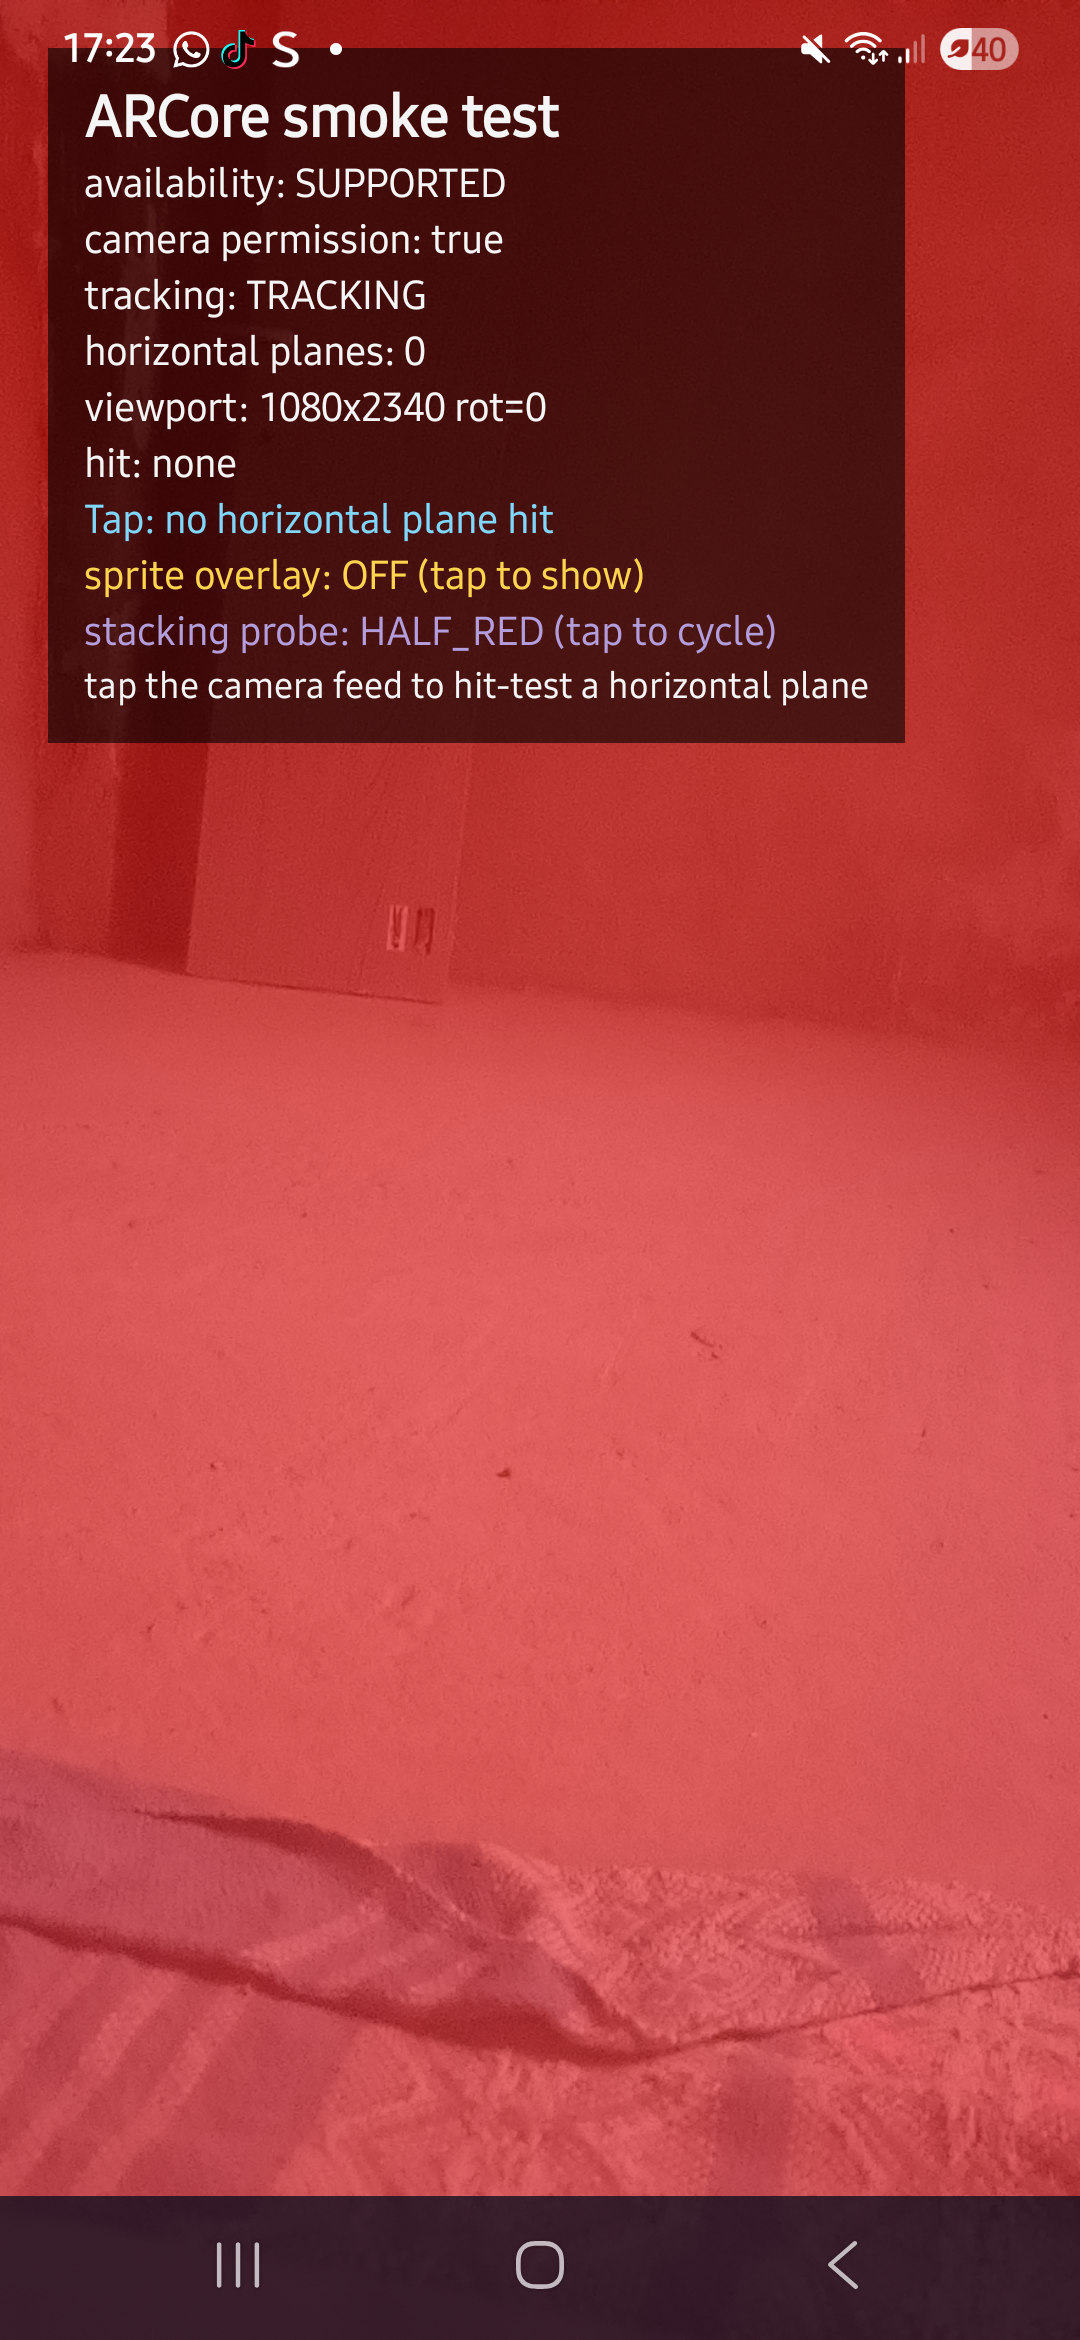 17:23 S 40
ARCore smoke test
availability: SUPPORTED
camera permission: true
tracking: TRACKING
horizontal planes: 0
viewport: 1080x2340 rot=0
hit: none
Tap: no horizontal plane hit
sprite overlay: OFF (tap to show)
stacking probe: HALF_RED (tap to cycle)
tap the camera feed to hit-test a horizontal plane